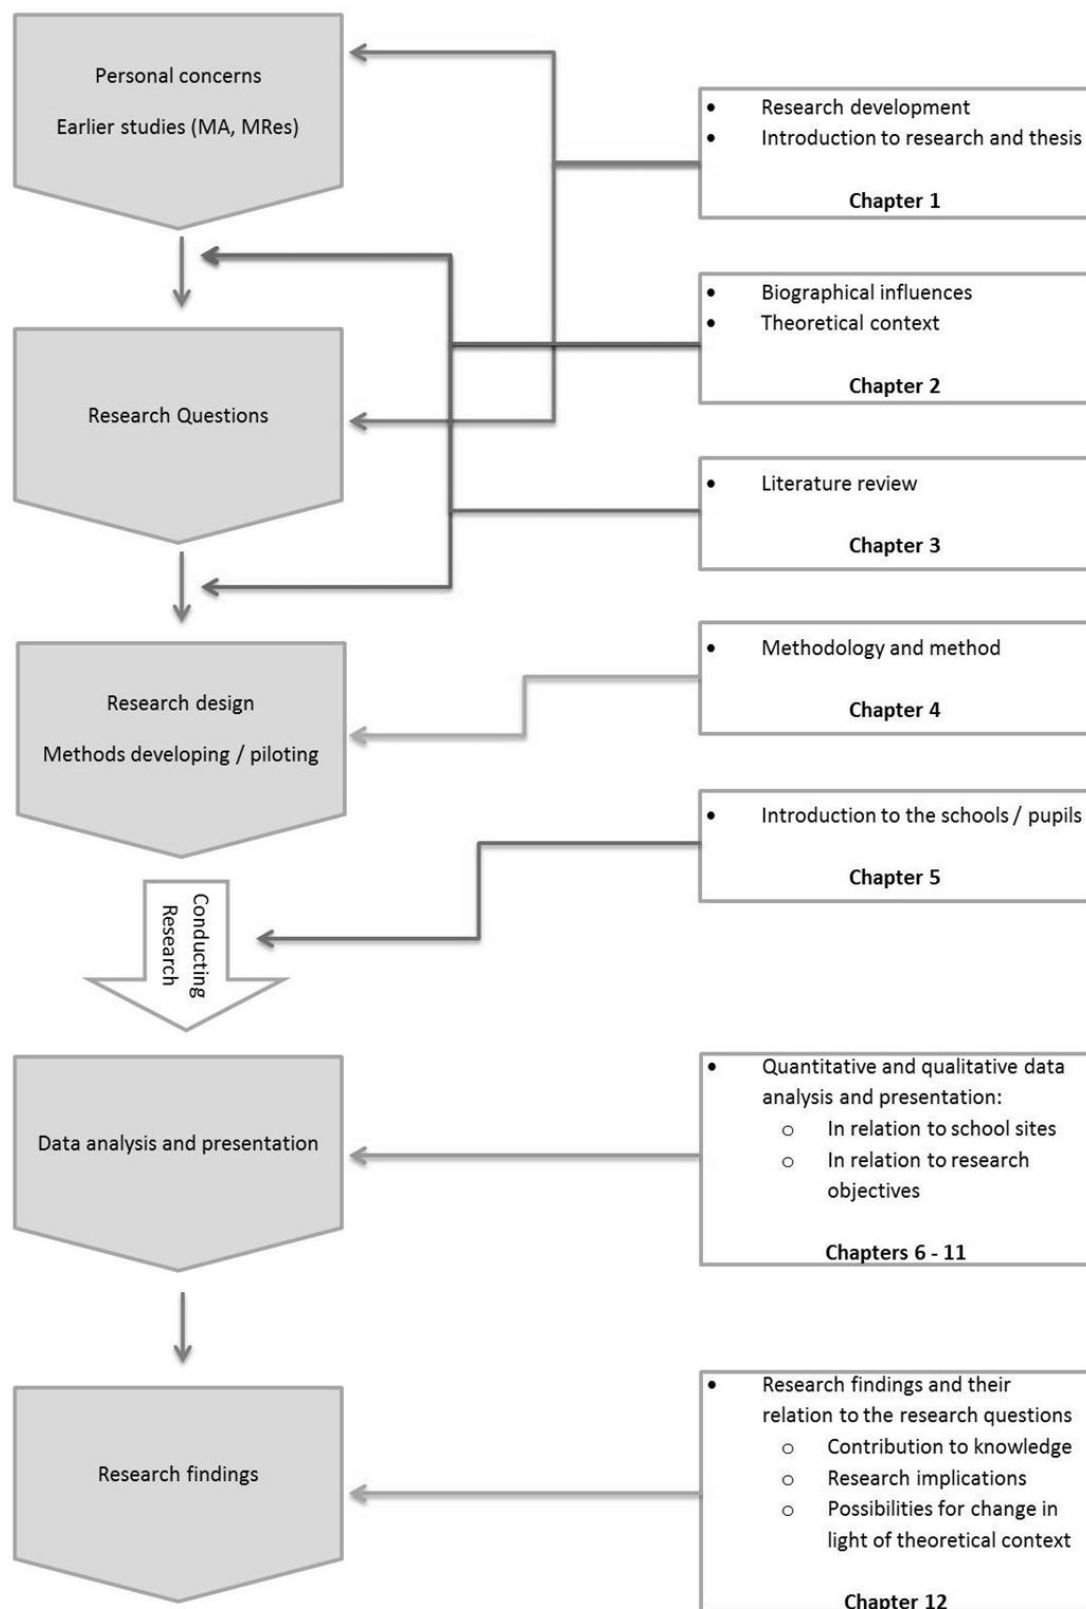 Personal concerns
Earlier studies (MA, MRes)
• Research development
• Introduction to research and thesis
Chapter 1
• Biographical influences
• Theoretical context
Chapter 2
Research Questions
• Literature review
Chapter 3
Research design
Methods developing / piloting
• Methodology and method
Chapter 4
• Introduction to the schools / pupils
Chapter 5
Conducting
Research
Data analysis and presentation
• Quantitative and qualitative data
analysis and presentation:
o In relation to school sites
o In relation to research
objectives
Chapters 6 - 11
Research findings
• Research findings and their
relation to the research questions
o Contribution to knowledge
o Research implications
o Possibilities for change in
light of theoretical context
Chapter 12